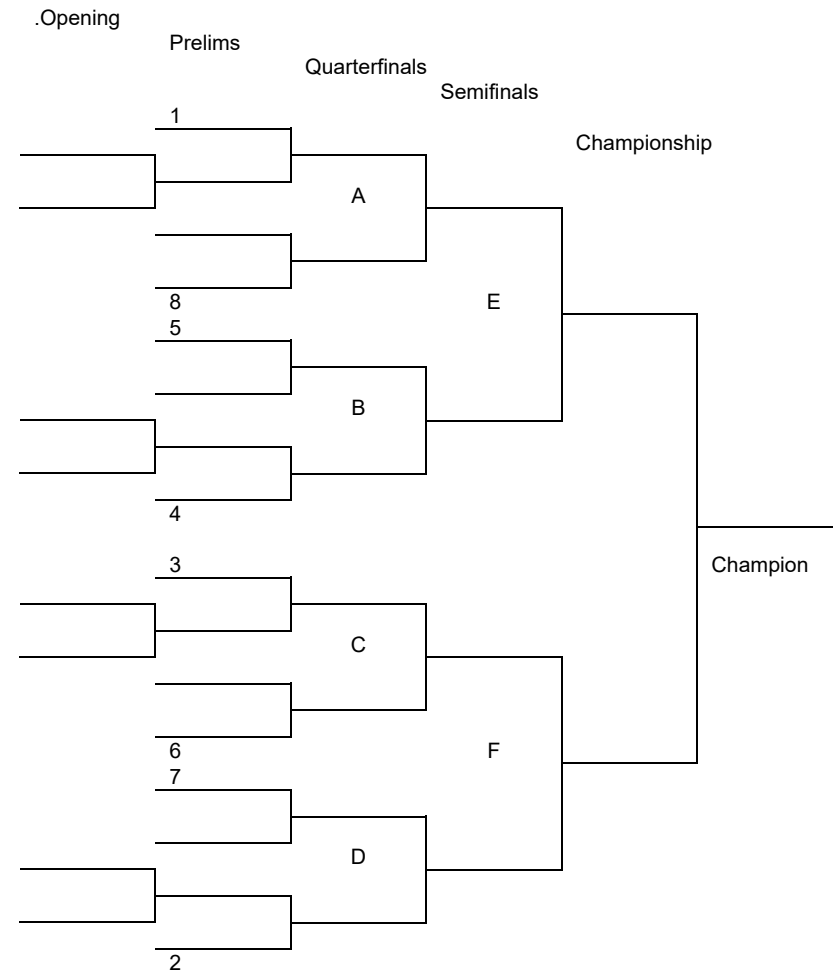 .Opening
Prelims
Quarterfinals
Semifinals
Championship
1
A
8
E
5
B
4
3
Champion
C
6
F
7
D
2